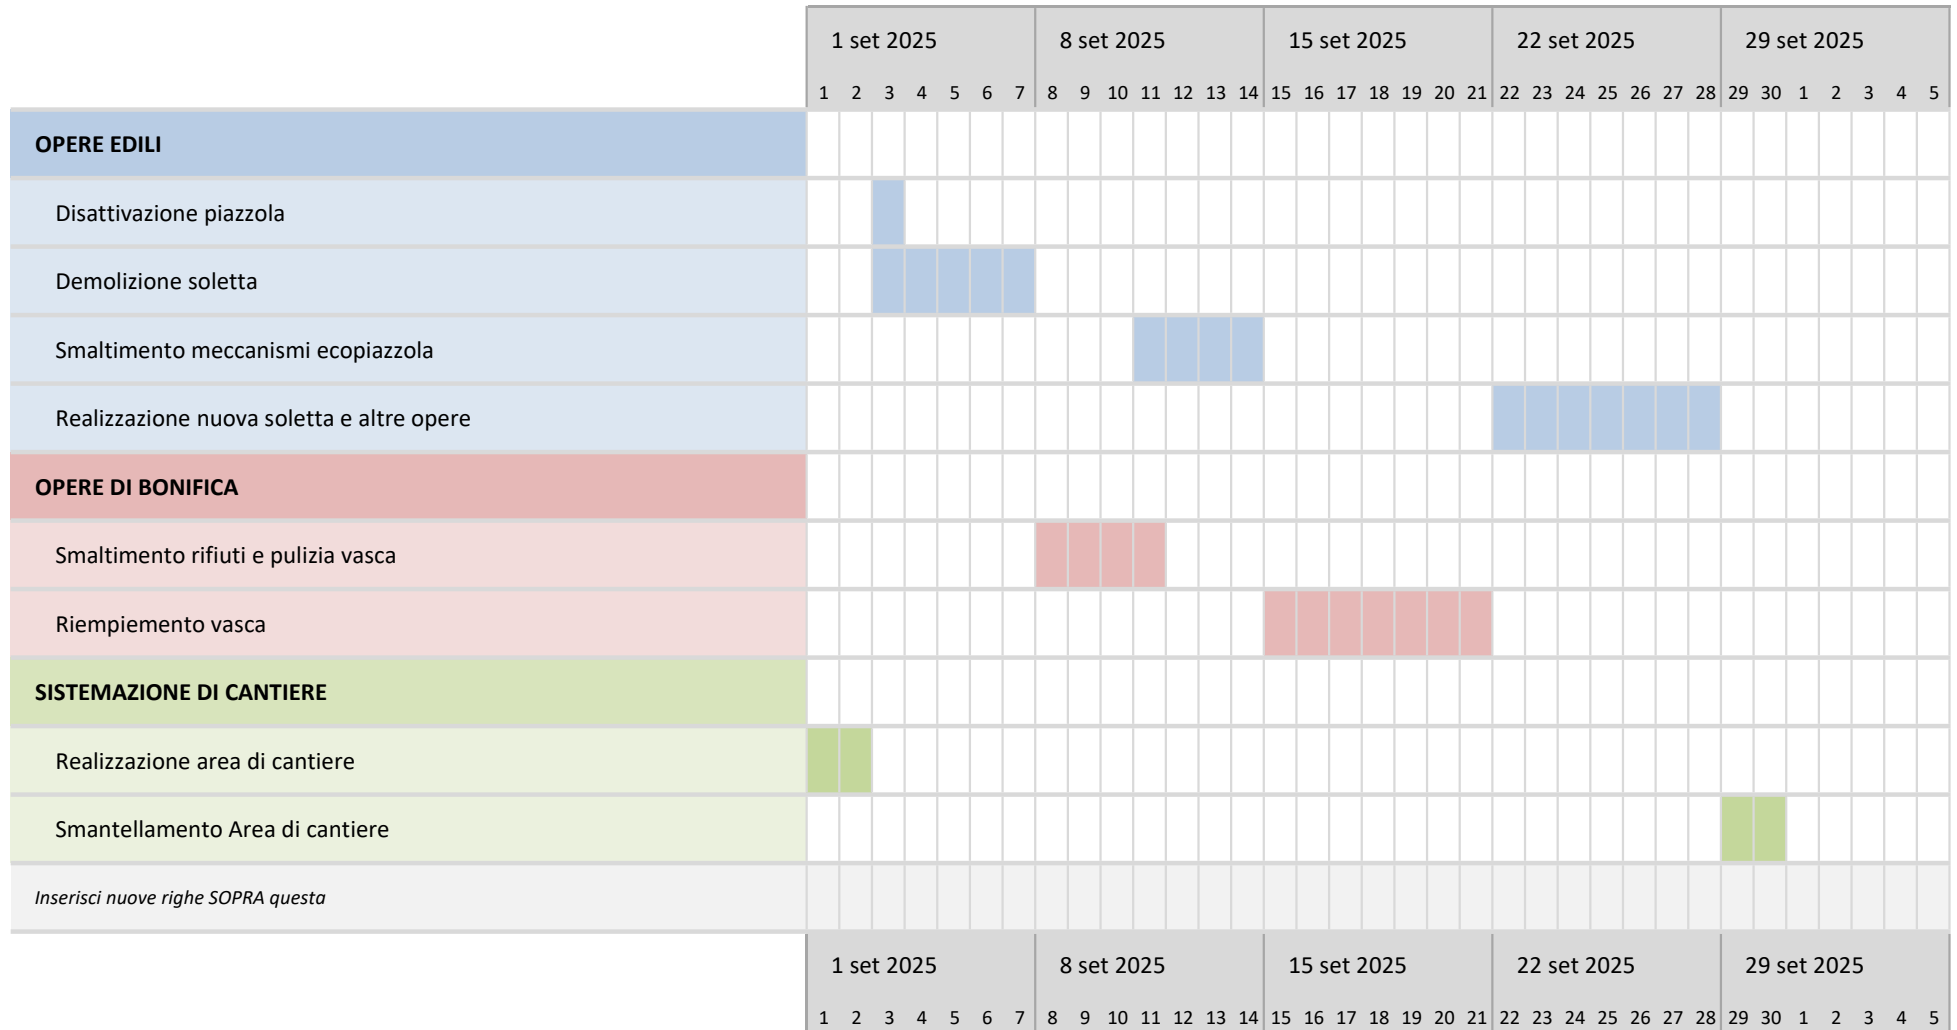 1 set 2025 8 set 2025 15 set 2025 22 set 2025 29 set 2025
1 2 3 4 5 6 7 8 9 10 11 12 13 14 15 16 17 18 19 20 21 22 23 24 25 26 27 28 29 30 1 2 3 4 5
OPERE EDILI
Disattivazione piazzola
Demolizione soletta
Smaltimento meccanismi ecopiazzola
Realizzazione nuova soletta e altre opere
OPERE DI BONIFICA
Smaltimento rifiuti e pulizia vasca
Riempiemento vasca
SISTEMAZIONE DI CANTIERE
Realizzazione area di cantiere
Smantellamento Area di cantiere
Inserisci nuove righe SOPRA questa
1 set 2025 8 set 2025 15 set 2025 22 set 2025 29 set 2025
1 2 3 4 5 6 7 8 9 10 11 12 13 14 15 16 17 18 19 20 21 22 23 24 25 26 27 28 29 30 1 2 3 4 5